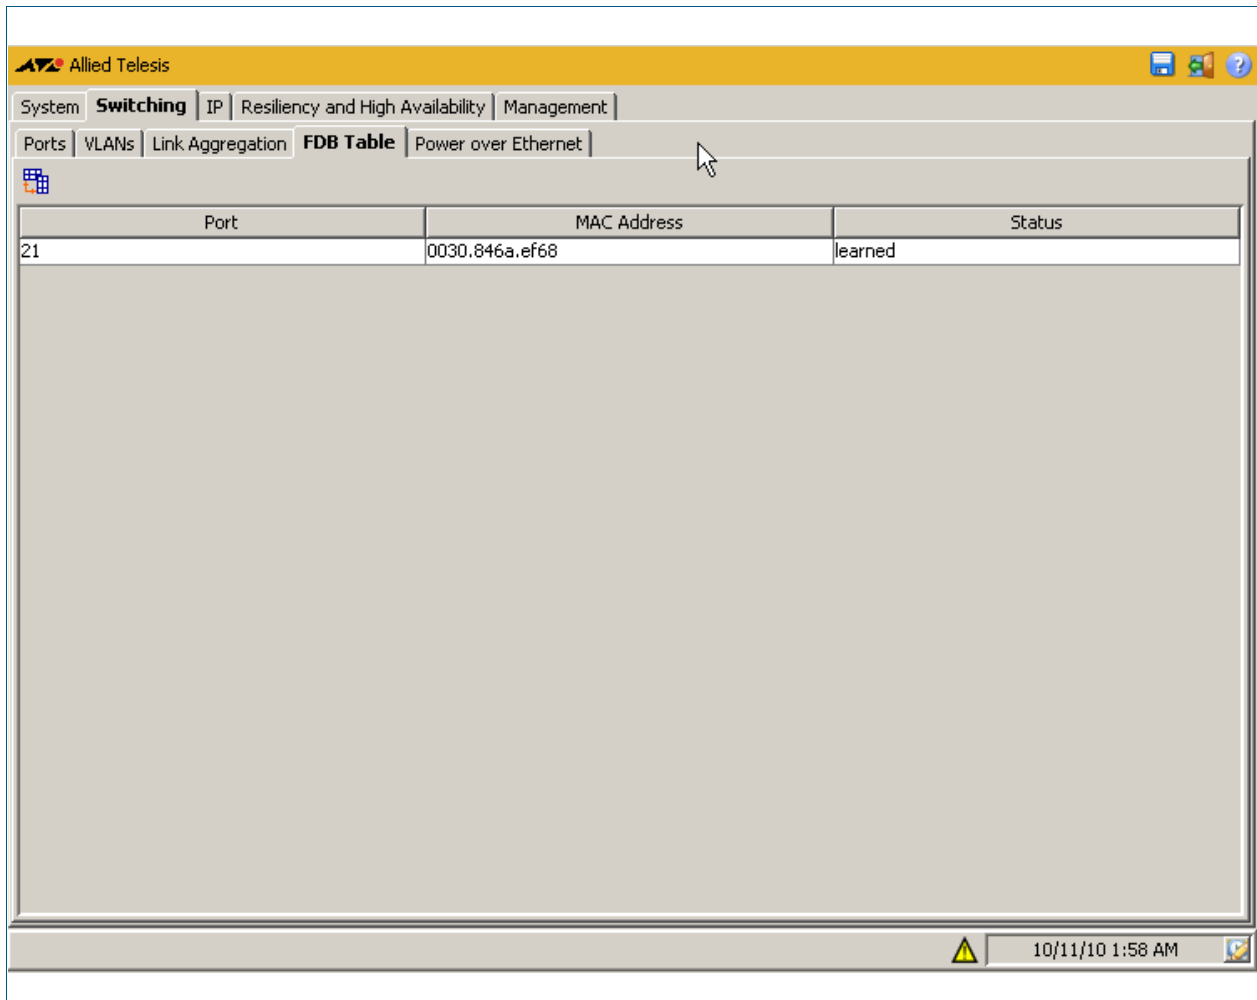 Allied Telesis
System Switching IP Resiliency and High Availability Management
Ports VLANs Link Aggregation FDB Table Power over Ethernet
Port MAC Address Status
21 0030.846a.ef68 learned
10/11/10 1:58 AM